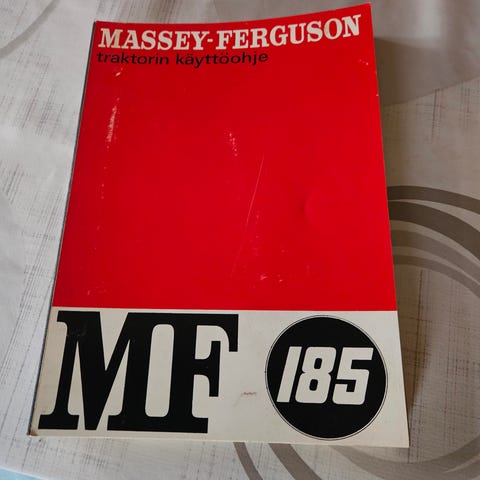 MASSEY-FERGUSON
traktorin käyttöohje
MF 185